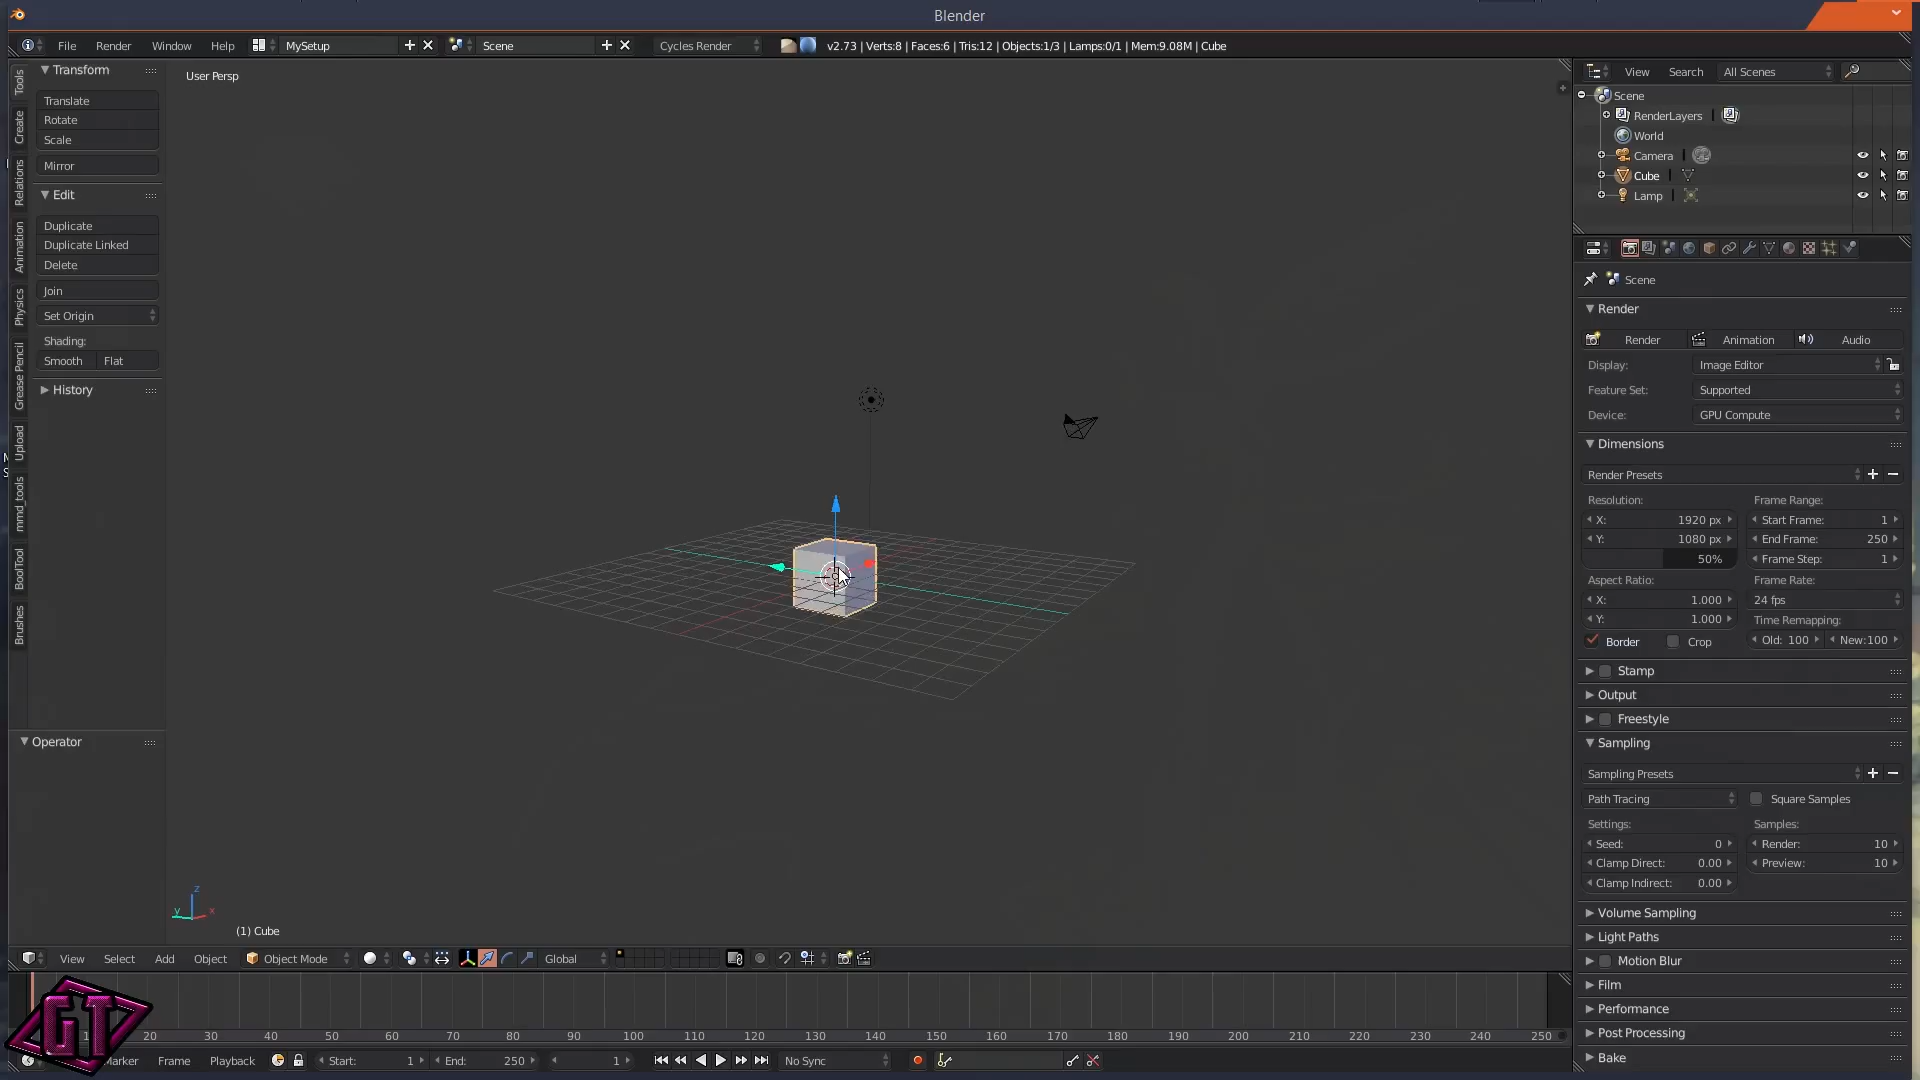 Blender
File Render Window Help MySetup Scene Cycles Render v2.73 | Verts:8 | Faces:6 | Tris:12 | Objects:1/3 | Lamps:0/1 | Mem:9.08M | Cube
Tools
Create
Relations
Animation
Physics
Grease Pencil
Upload
mmd_tools
BoolTool
Brushes
Transform
Translate
Rotate
Scale
Mirror
Edit
Duplicate
Duplicate Linked
Delete
Join
Set Origin
Shading:
Smooth Flat
History
Operator
User Persp
z
y x
(1) Cube
View Select Add Object Object Mode Global
View Search All Scenes
Scene
RenderLayers |
World
Camera |
Cube |
Lamp |
Scene
Render
Render Animation Audio
Display: Image Editor
Feature Set: Supported
Device: GPU Compute
Dimensions
Render Presets
Resolution: Frame Range:
X: 1920 px Start Frame: 1
Y: 1080 px End Frame: 250
50% Frame Step: 1
Aspect Ratio: Frame Rate:
X: 1.000 24 fps
Y: 1.000 Time Remapping:
Border Crop Old: 100 New:100
Stamp
Output
Freestyle
Sampling
Sampling Presets
Path Tracing Square Samples
Settings: Samples:
Seed: 0 Render: 10
Clamp Direct: 0.00 Preview: 10
Clamp Indirect: 0.00
Volume Sampling
Light Paths
Motion Blur
Film
Performance
Post Processing
Bake
GT
20 30 40 50 60 70 80 90 100 110 120 130 140 150 160 170 180 190 200 210 220 230 240 250
Marker Frame Playback Start: 1 End: 250 1 No Sync